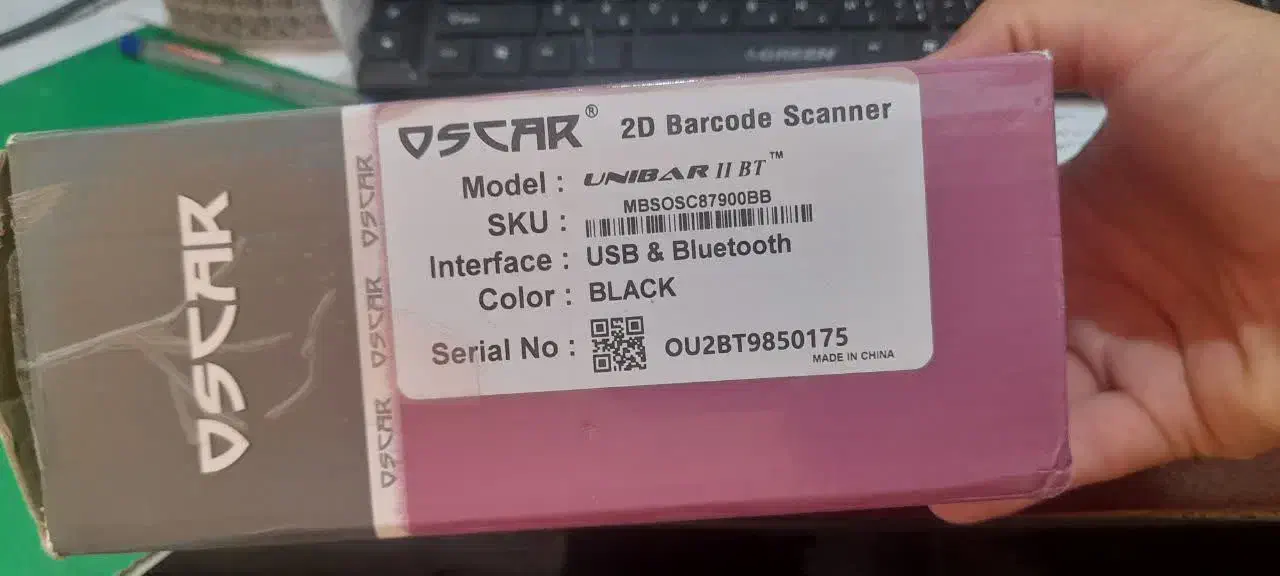 OSCAR® 2D Barcode Scanner
Model : UNIBAR II BT™
MBSOSC87900BB
SKU :
Interface : USB & Bluetooth
Color : BLACK
Serial No : OU2BT9850175
MADE IN CHINA
OSCAR
OSCAR
OSCAR
OSCAR